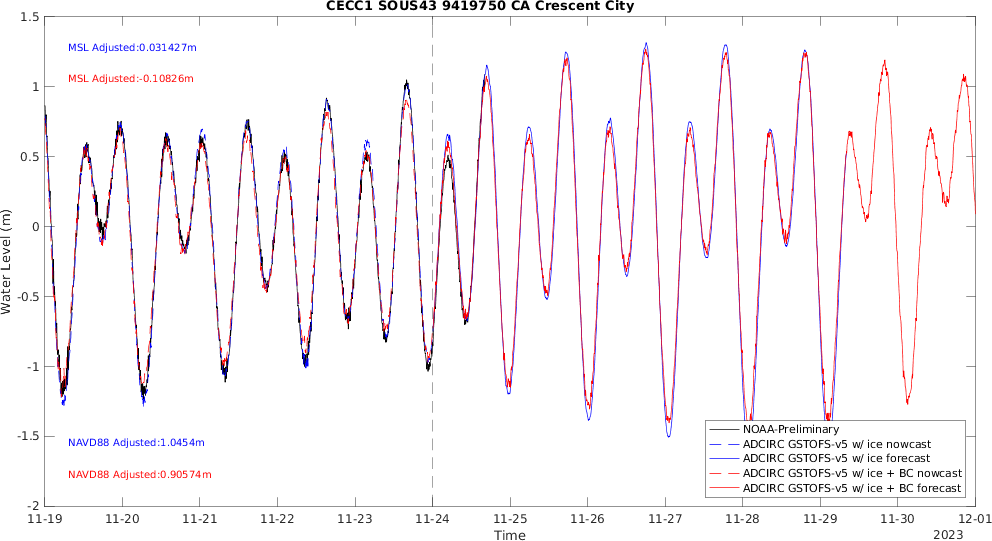 CECC1 SOUS43 9419750 CA Crescent City
1.5
1
0.5
0
-0.5
-1
-1.5
-2
Water Level (m)
MSL Adjusted:0.031427m
MSL Adjusted:-0.10826m
NAVD88 Adjusted:1.0454m
NAVD88 Adjusted:0.90574m
NOAA-Preliminary
ADCIRC GSTOFS-v5 w/ ice nowcast
ADCIRC GSTOFS-v5 w/ ice forecast
ADCIRC GSTOFS-v5 w/ ice + BC nowcast
ADCIRC GSTOFS-v5 w/ ice + BC forecast
11-19 11-20 11-21 11-22 11-23 11-24 11-25 11-26 11-27 11-28 11-29 11-30 12-01
Time
2023